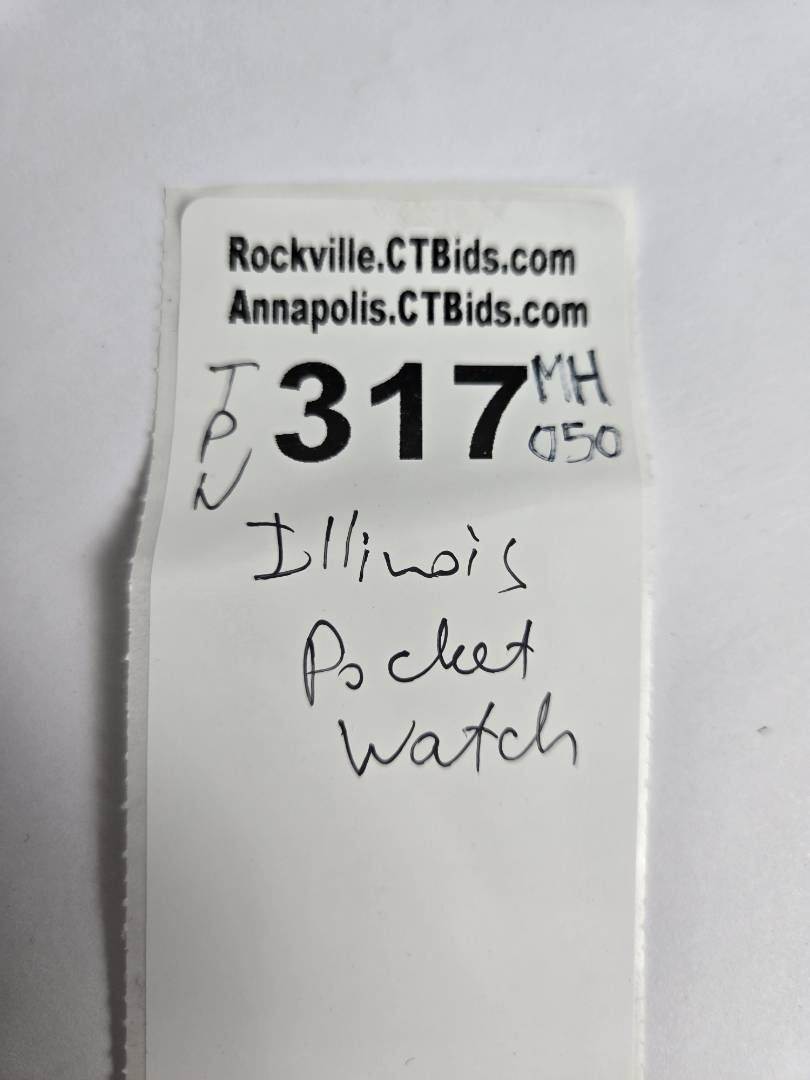 Rockville.CTBids.com
Annapolis.CTBids.com
TPN 317 MH 050
Illinois
Pocket
Watch